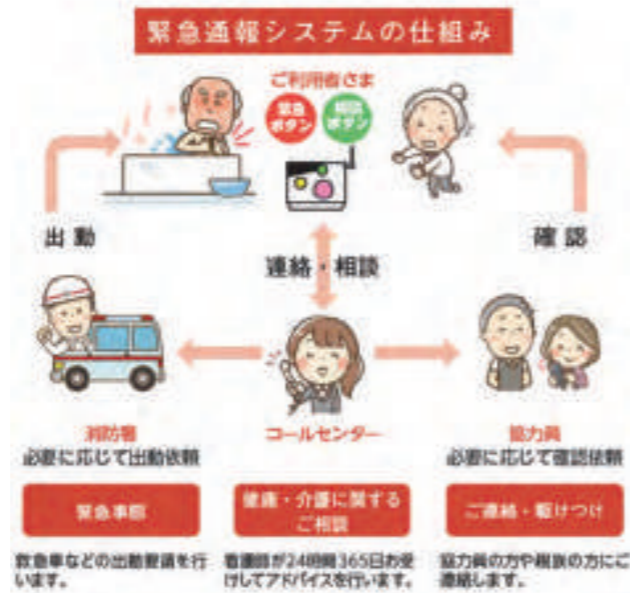 緊急通報システムの仕組み
ご利用者さま
緊急
ボタン
相談
ボタン
出動
連絡・相談
確認
消防署
必要に応じて出動依頼
コールセンター
協力員
必要に応じて確認依頼
緊急事態
健康・介護に関する
ご相談
ご連絡・駆けつけ
救急車などの出動要請を行
います。
看護師が24時間365日お受
けしてアドバイスを行います。
協力員の方や親族の方にご
連絡します。